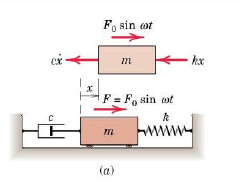 F₀ sin ωt
cẋ m kx
x
F = F₀ sin ωt
c m k
(a)